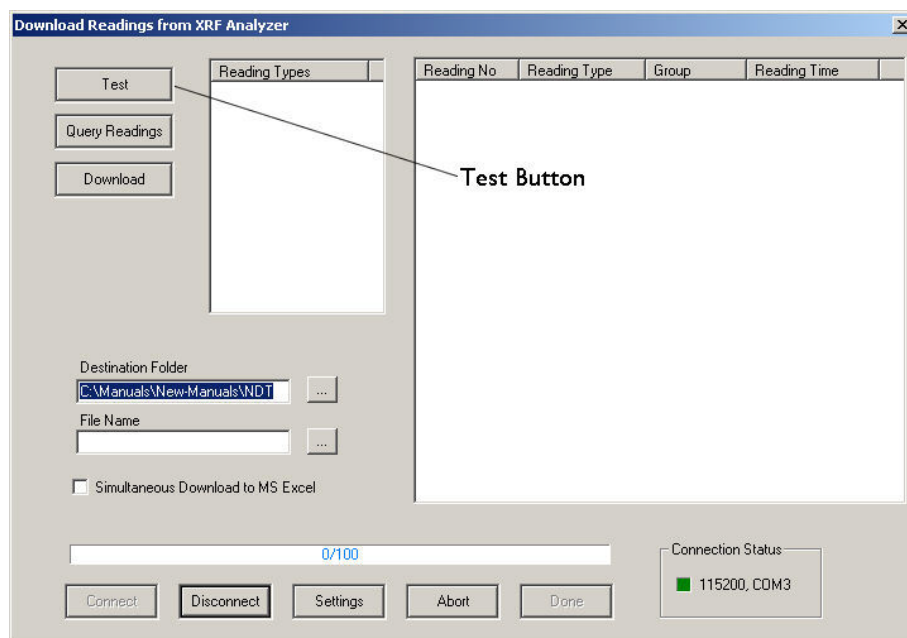 Download Readings from XRF Analyzer
Test
Query Readings
Download
Reading Types
Reading No Reading Type Group Reading Time
Test Button
Destination Folder
C:\Manuals\New-Manuals\NDT
...
File Name
...
Simultaneous Download to MS Excel
0/100
Connect Disconnect Settings Abort Done
Connection Status
115200, COM3